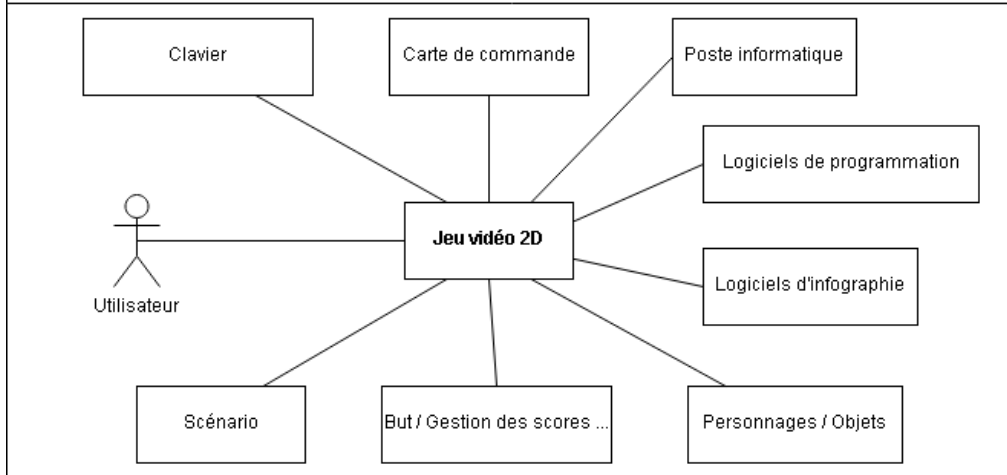 Clavier
Carte de commande
Poste informatique
Logiciels de programmation
Jeu vidéo 2D
Logiciels d'infographie
Utilisateur
Scénario
But / Gestion des scores ...
Personnages / Objets